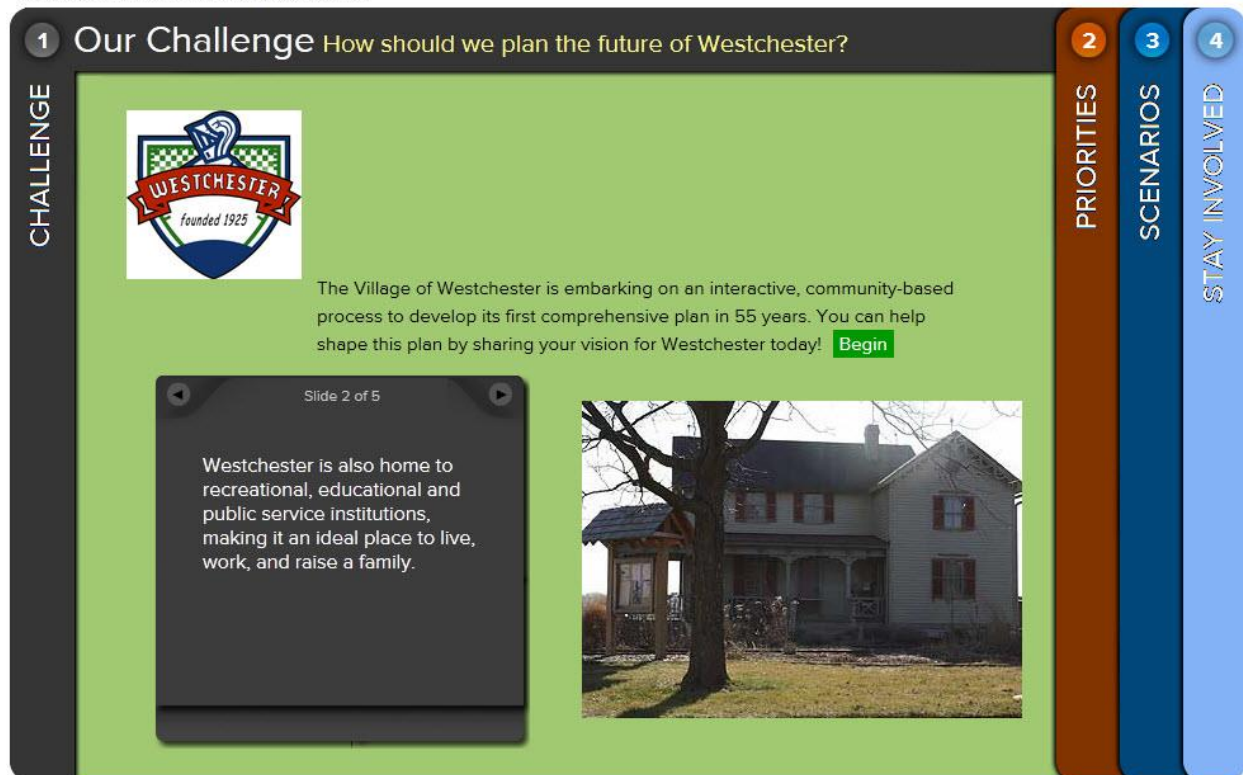 1 Our Challenge How should we plan the future of Westchester?
CHALLENGE
WESTCHESTER
founded 1925
The Village of Westchester is embarking on an interactive, community-based
process to develop its first comprehensive plan in 55 years. You can help
shape this plan by sharing your vision for Westchester today! Begin
Slide 2 of 5
Westchester is also home to
recreational, educational and
public service institutions,
making it an ideal place to live,
work, and raise a family.
2
PRIORITIES
3
SCENARIOS
4
STAY INVOLVED